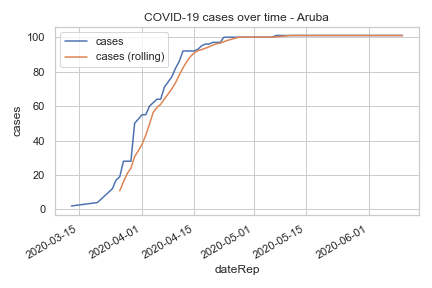 COVID-19 cases over time - Aruba
cases
cases (rolling)
100
80
60
40
20
0
cases
2020-03-15
2020-04-01
2020-04-15
2020-05-01
2020-05-15
2020-06-01
dateRep